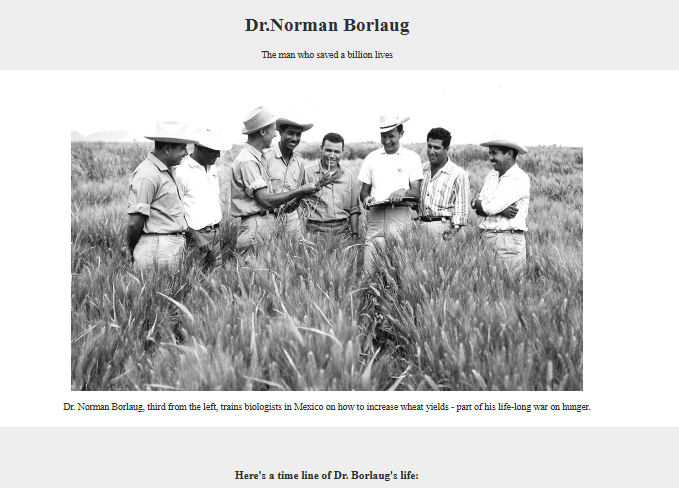 Dr.Norman Borlaug
The man who saved a billion lives
Dr. Norman Borlaug, third from the left, trains biologists in Mexico on how to increase wheat yields - part of his life-long war on hunger.
Here's a time line of Dr. Borlaug's life: